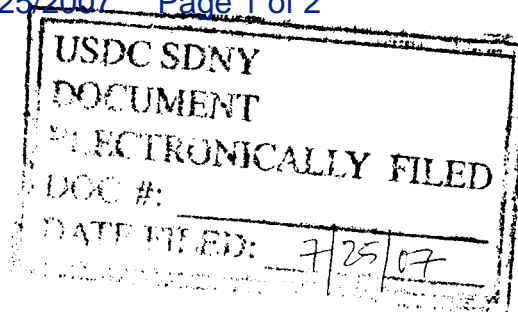 25/2007 Page 1 of 2
USDC SDNY
DOCUMENT
ELECTRONICALLY FILED
DOC #:
DATE FILED: 7/25/07